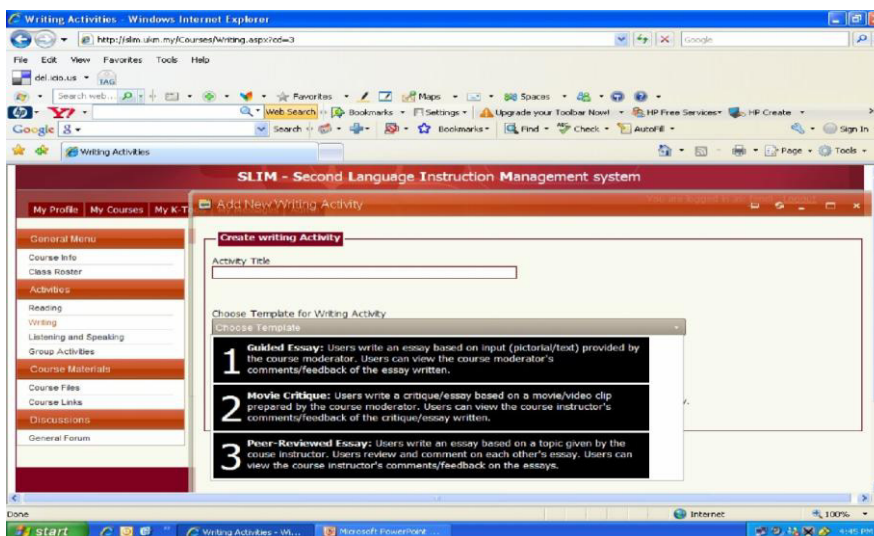 Writing Activities - Windows Internet Explorer
http://slim.ukm.my/Courses/Writing.aspx?cd=3
Google
File Edit View Favorites Tools Help
del.icio.us TAG
Search web... Favorites Maps Spaces
Y! Web Search Bookmarks Settings Upgrade your Toolbar Now! HP Free Services HP Create
Google Search Bookmarks Find Check AutoFill Sign In
Writing Activities Page Tools
SLIM - Second Language Instruction Management system
My Profile My Courses My K-T
Add New Writing Activity
General Menu
Course Info
Class Roster
Activities
Reading
Writing
Listening and Speaking
Group Activities
Course Materials
Course Files
Course Links
Discussions
General Forum
Create writing Activity
Activity Title
Choose Template for Writing Activity
Choose Template
1 Guided Essay: Users write an essay based on input (pictorial/text) provided by
the course moderator. Users can view the course moderator's
comments/feedback of the essay written.
2 Movie Critique: Users write a critique/essay based on a movie/video clip
prepared by the course moderator. Users can view the course instructor's
comments/feedback of the critique/essay written.
3 Peer-Reviewed Essay: Users write an essay based on a topic given by the
couse instructor. Users review and comment on each other's essay. Users can
view the course instructor's comments/feedback on the essays.
Done Internet 100%
start Writing Activities - Wi... Microsoft PowerPoint ... 4:45 PM